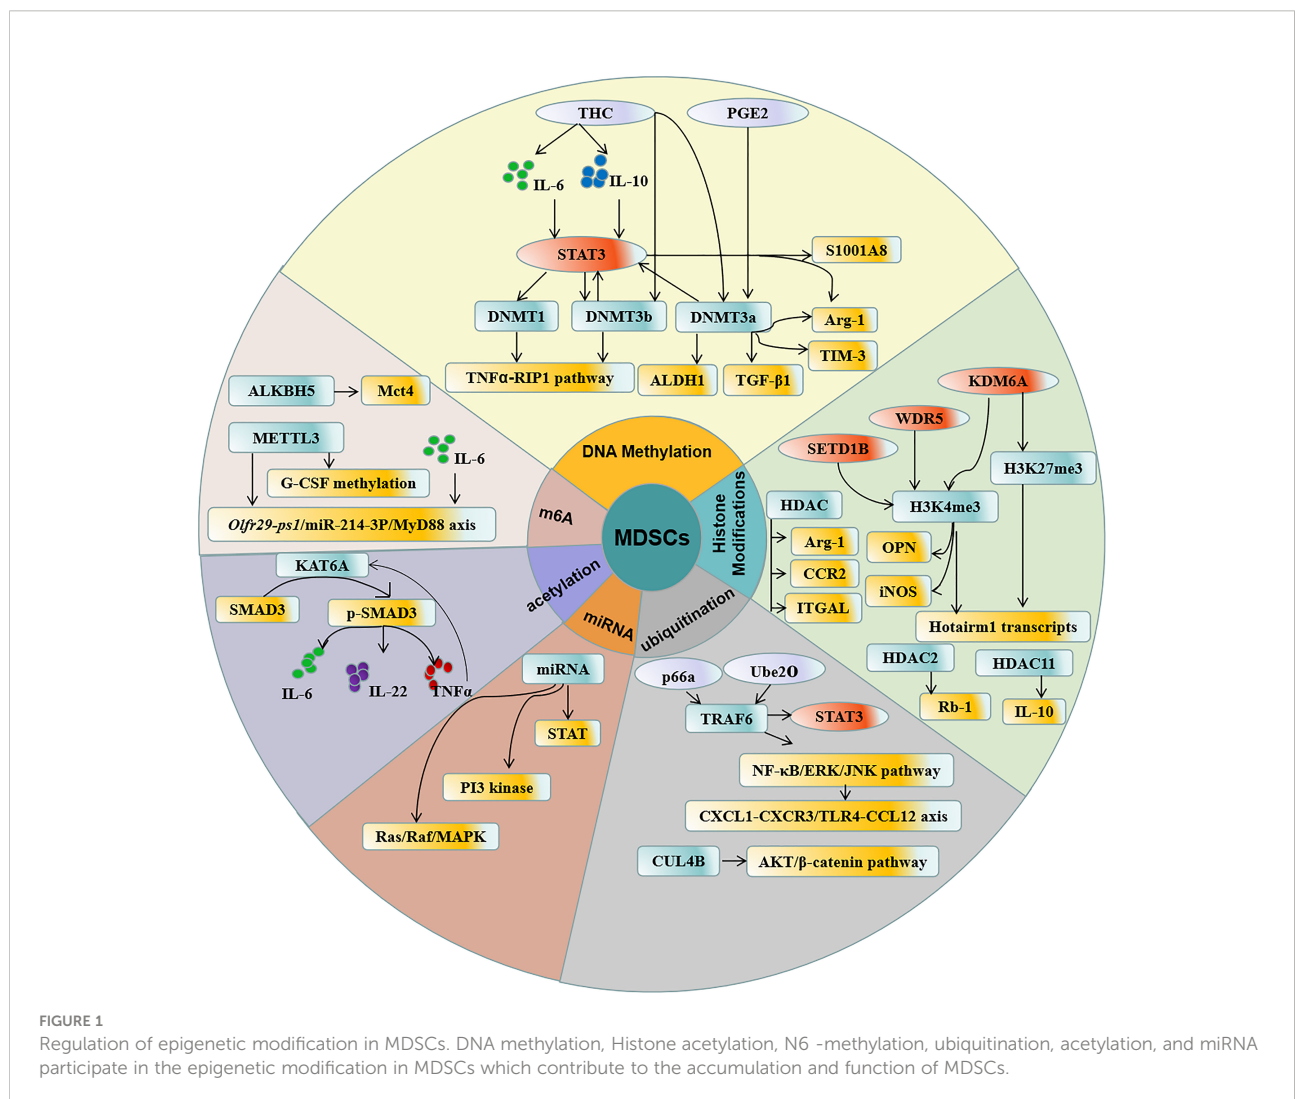 THC
PGE2
IL-6
IL-10
STAT3
S1001A8
DNMT1
DNMT3b
DNMT3a
Arg-1
TIM-3
TNFα-RIP1 pathway
ALDH1
TGF-β1
ALKBH5
Mct4
METTL3
IL-6
G-CSF methylation
Olfr29-ps1/miR-214-3P/MyD88 axis
KDM6A
WDR5
SETD1B
H3K27me3
HDAC
H3K4me3
Arg-1
OPN
CCR2
iNOS
ITGAL
Hotairm1 transcripts
HDAC2
HDAC11
Rb-1
IL-10
DNA Methylation
Histone
Modifications
m6A
MDSCs
acetylation
miRNA
ubiquitination
KAT6A
SMAD3
p-SMAD3
IL-6
IL-22
TNFα
miRNA
STAT
PI3 kinase
Ras/Raf/MAPK
p66a
Ube2O
TRAF6
STAT3
NF-κB/ERK/JNK pathway
CXCL1-CXCR3/TLR4-CCL12 axis
CUL4B
AKT/β-catenin pathway
FIGURE 1
Regulation of epigenetic modification in MDSCs. DNA methylation, Histone acetylation, N6 -methylation, ubiquitination, acetylation, and miRNA
participate in the epigenetic modification in MDSCs which contribute to the accumulation and function of MDSCs.